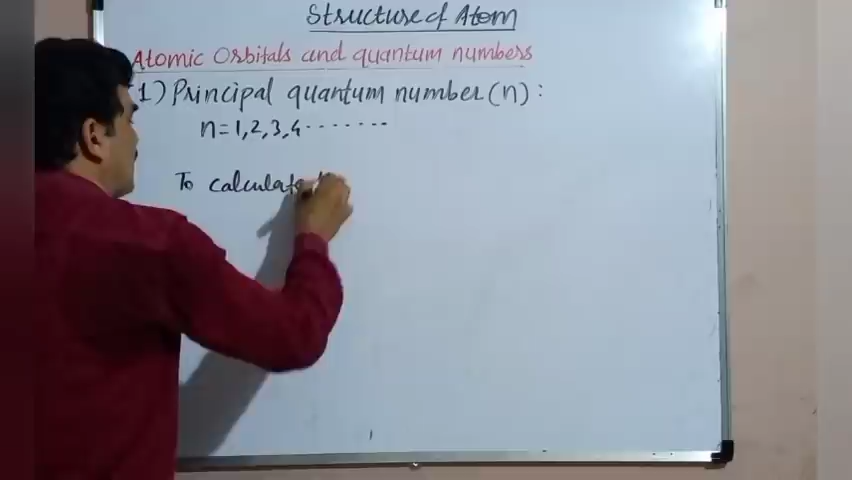 Structure of Atom
Atomic Orbitals and quantum numbers
1) Principal quantum number (n) :
n = 1, 2, 3, 4 .......
To calculate